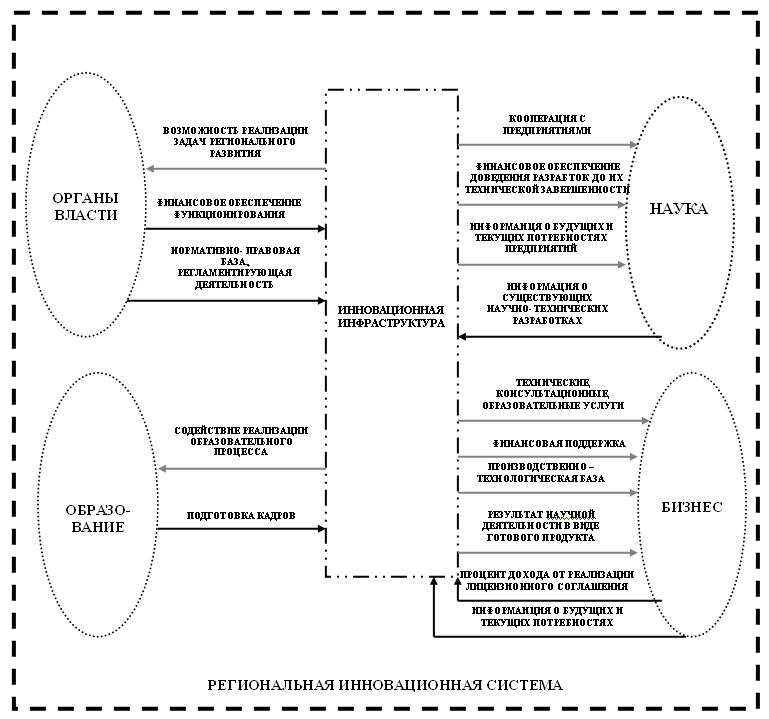 ВОЗМОЖНОСТЬ РЕАЛИЗАЦИИ
ЗАДАЧ РЕГИОНАЛЬНОГО
РАЗВИТИЯ
ОРГАНЫ
ВЛАСТИ
ФИНАНСОВОЕ ОБЕСПЕЧЕНИЕ
ФУНКЦИОНИРОВАНИЯ
НОРМАТИВНО- ПРАВОВАЯ
БАЗА,
РЕГЛАМЕНТИРУЮЩАЯ
ДЕЯТЕЛЬНОСТЬ
СОДЕЙСТВИЕ РЕАЛИЗАЦИИ
ОБРАЗОВАТЕЛЬНОГО
ПРОЦЕССА
ОБРАЗО-
ВАНИЕ
ПОДГОТОВКА КАДРОВ
ИННОВАЦИОННАЯ
ИНФРАСТРУКТУРА
КООПЕРАЦИЯ С
ПРЕДПРИЯТИЯМИ
ФИНАНСОВОЕ ОБЕСПЕЧЕНИЕ
ДОВЕДЕНИЯ РАЗРАБТОК ДО ИХ
ТЕХНИЧЕСКОЙ ЗАВЕРШЕННОСТИ
НАУКА
ИНФОРМАНЦЯ О БУДУЩИХ И
ТЕКУЩИХ ПОТРЕБНОСТЯХ
ПРЕДПРИЯТИЙ
ИНФОРМАЦИЯ О
СУЩЕСТВУЮЩИХ
НАУЧНО- ТЕХНИЧЕСКИХ
РАЗРАБОТКАХ
ТЕХНИЧЕСКИЕ,
КОНСУЛЬТАЦИОННЫЕ,
ОБРАЗОВАТЕЛЬНЫЕ УСЛУГИ
ФИНАНСОВАЯ ПОДДЕРЖКА
ПРОИЗВОДСТВЕННО –
ТЕХНОЛОГИЧЕСКАЯ БАЗА
БИЗНЕС
РЕЗУЛЬТАТ НАУЧНОЙ
ДЕЯТЕЛЬНОСТИ В ВИДЕ
ГОТОВОГО ПРОДУКТА
ПРОЦЕНТ ДОХОДА ОТ РЕАЛИЗАЦИИ
ЛИЦЕНЗИОННОГО СОГЛАШЕНИЯ
ИНФОРМАНЦИЯ О БУДУЩИХ И
ТЕКУЩИХ ПОТРЕБНОСТЯХ
РЕГИОНАЛЬНАЯ ИННОВАЦИОННАЯ СИСТЕМА